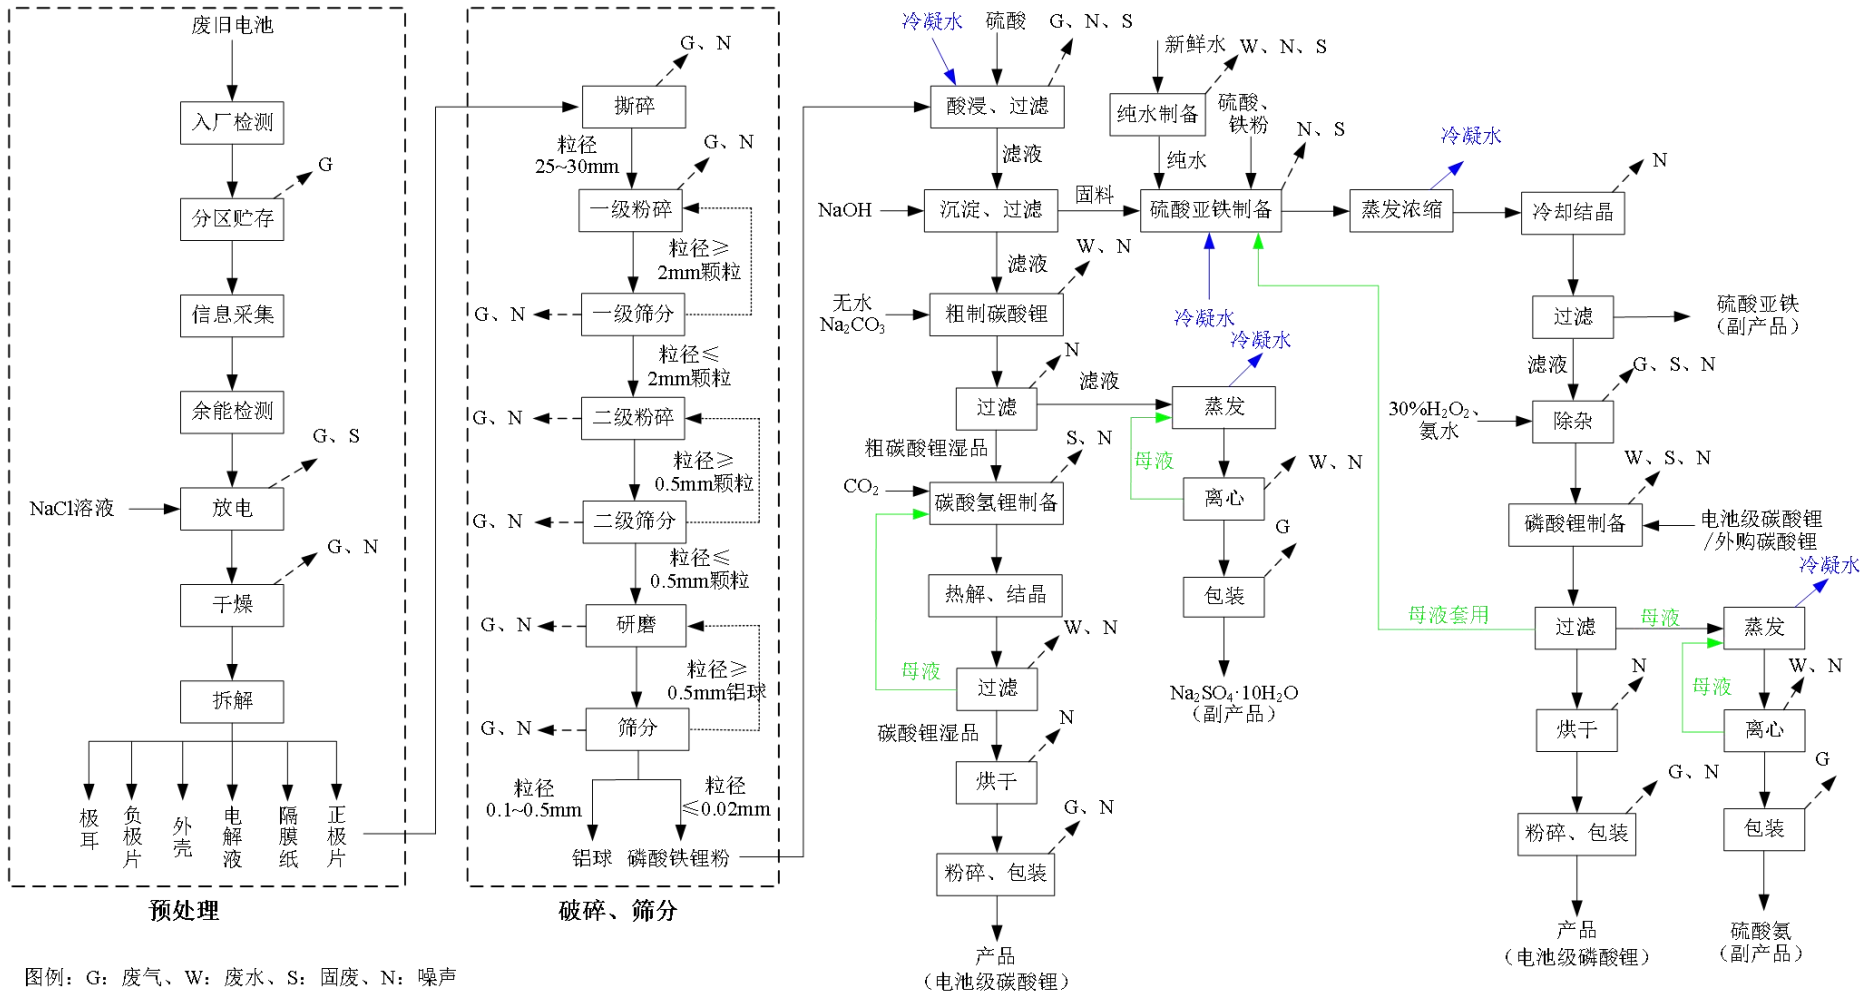 废旧电池
入厂检测
G
分区贮存
信息采集
余能检测
G、S
NaCl溶液
放电
G、N
干燥
拆解
极耳
负极片
外壳
电解液
隔膜纸
正极片
预处理
G、N
撕碎
粒径
25~30mm
G、N
一级粉碎
粒径≥
2mm颗粒
G、N
一级筛分
粒径≤
2mm颗粒
G、N
二级粉碎
粒径≥
0.5mm颗粒
G、N
二级筛分
粒径≤
0.5mm颗粒
G、N
研磨
粒径≥
0.5mm铝球
G、N
筛分
粒径
0.1~0.5mm
粒径
≤0.02mm
铝球
磷酸铁锂粉
破碎、筛分
冷凝水
硫酸
G、N、S
酸浸、过滤
滤液
NaOH
沉淀、过滤
固料
滤液
W、N
无水
Na₂CO₃
粗制碳酸锂
N
过滤
滤液
粗碳酸锂湿品
S、N
CO₂
碳酸氢锂制备
热解、结晶
W、N
母液
过滤
碳酸锂湿品
N
烘干
G、N
粉碎、包装
产品
（电池级碳酸锂）
冷凝水
蒸发
母液
W、N
离心
G
包装
Na₂SO₄·10H₂O
（副产品）
新鲜水
W、N、S
纯水制备
纯水
硫酸、
铁粉
N、S
硫酸亚铁制备
冷凝水
冷凝水
蒸发浓缩
N
冷却结晶
过滤
硫酸亚铁
（副产品）
滤液
G、S、N
30%H₂O₂、
氨水
除杂
W、S、N
磷酸锂制备
电池级碳酸锂
/外购碳酸锂
母液套用
过滤
母液
冷凝水
蒸发
N
烘干
母液
W、N
离心
G、N
粉碎、包装
G
包装
产品
（电池级磷酸锂）
硫酸氨
（副产品）
图例：G：废气、W：废水、S：固废、N：噪声